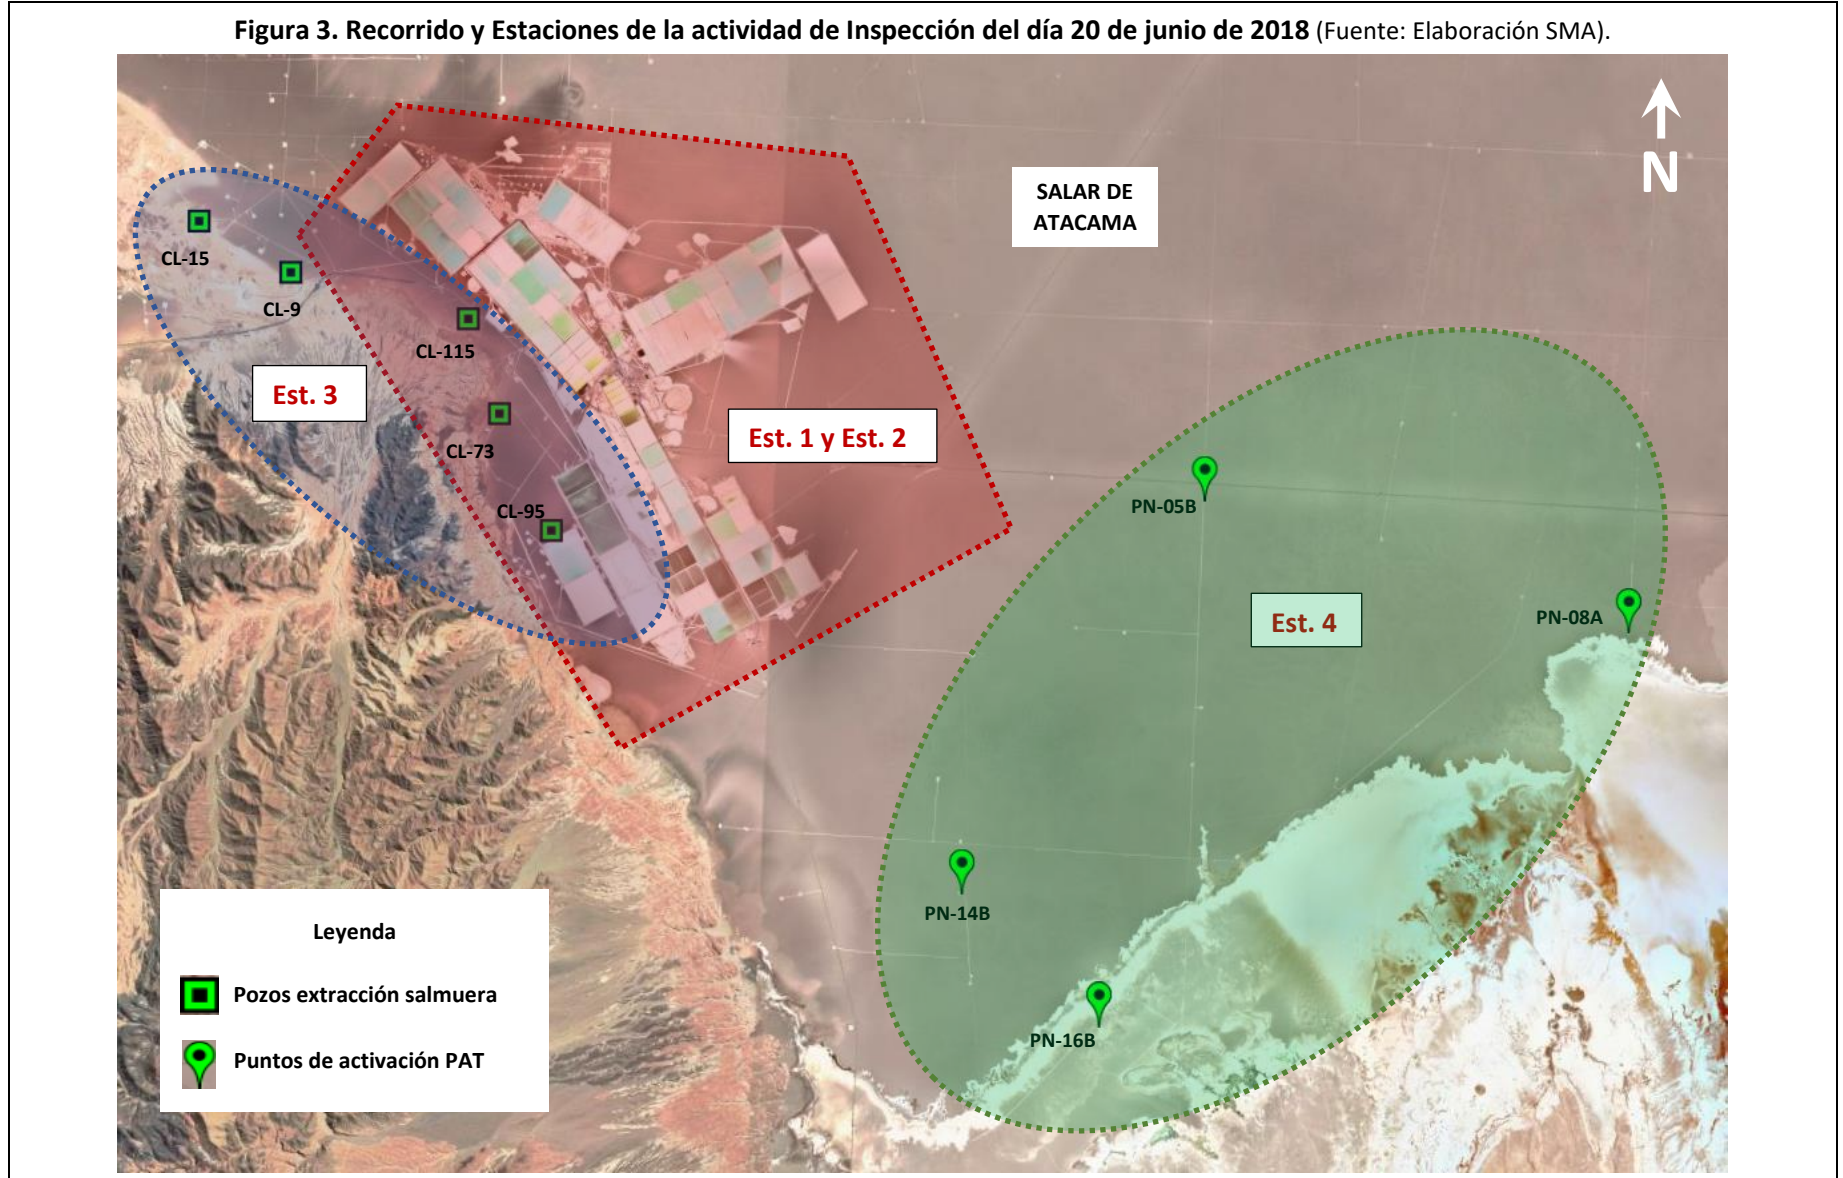 Figura 3. Recorrido y Estaciones de la actividad de Inspección del día 20 de junio de 2018 (Fuente: Elaboración SMA).
N
SALAR DE
ATACAMA
CL-15
CL-9
CL-115
Est. 3
CL-73
Est. 1 y Est. 2
CL-95
PN-05B
PN-08A
Est. 4
PN-14B
PN-16B
Leyenda
Pozos extracción salmuera
Puntos de activación PAT